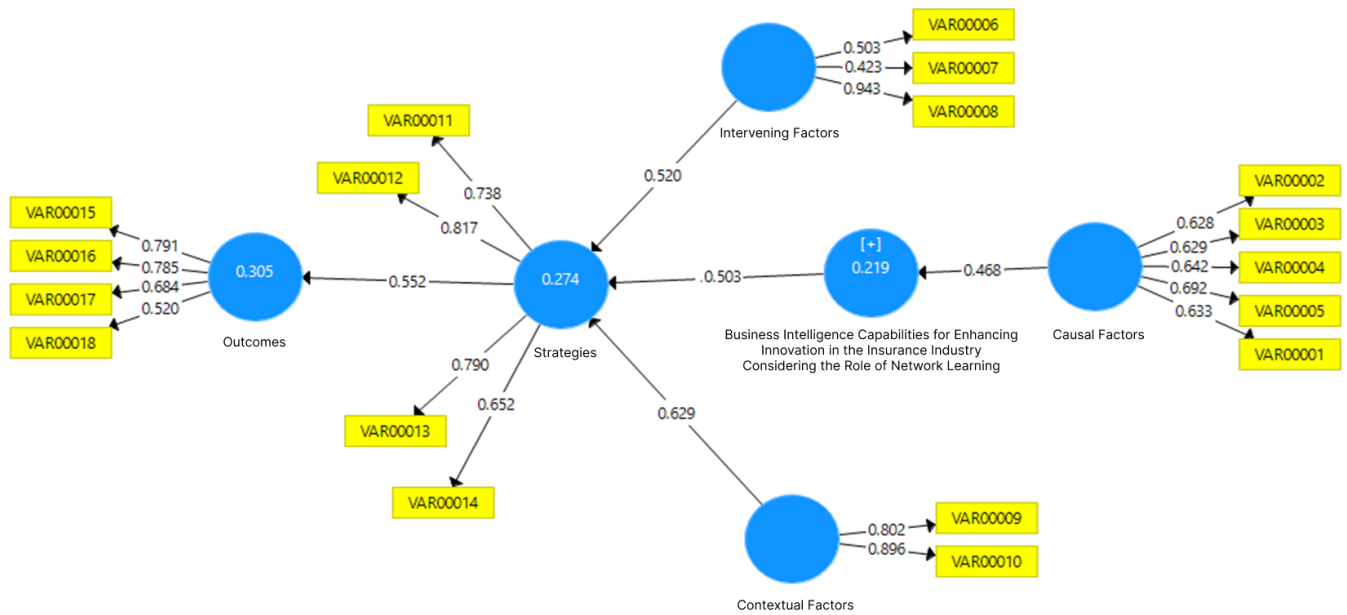 VAR00006
0.503
VAR00007
0.423
VAR00008
0.943
Intervening Factors
VAR00011
VAR00012
0.738
0.817
0.520
VAR00002
VAR00003
VAR00004
VAR00005
VAR00001
0.628
0.629
0.642
0.692
0.633
Causal Factors
0.468
[+]
0.219
Business Intelligence Capabilities for Enhancing
Innovation in the Insurance Industry
Considering the Role of Network Learning
.0.503
0.274
Strategies
0.552
0.305
Outcomes
VAR00015
VAR00016
VAR00017
VAR00018
0.791
0.785
0.684
0.520
0.790
0.652
VAR00013
VAR00014
0.629
VAR00009
0.802
0.896
VAR00010
Contextual Factors